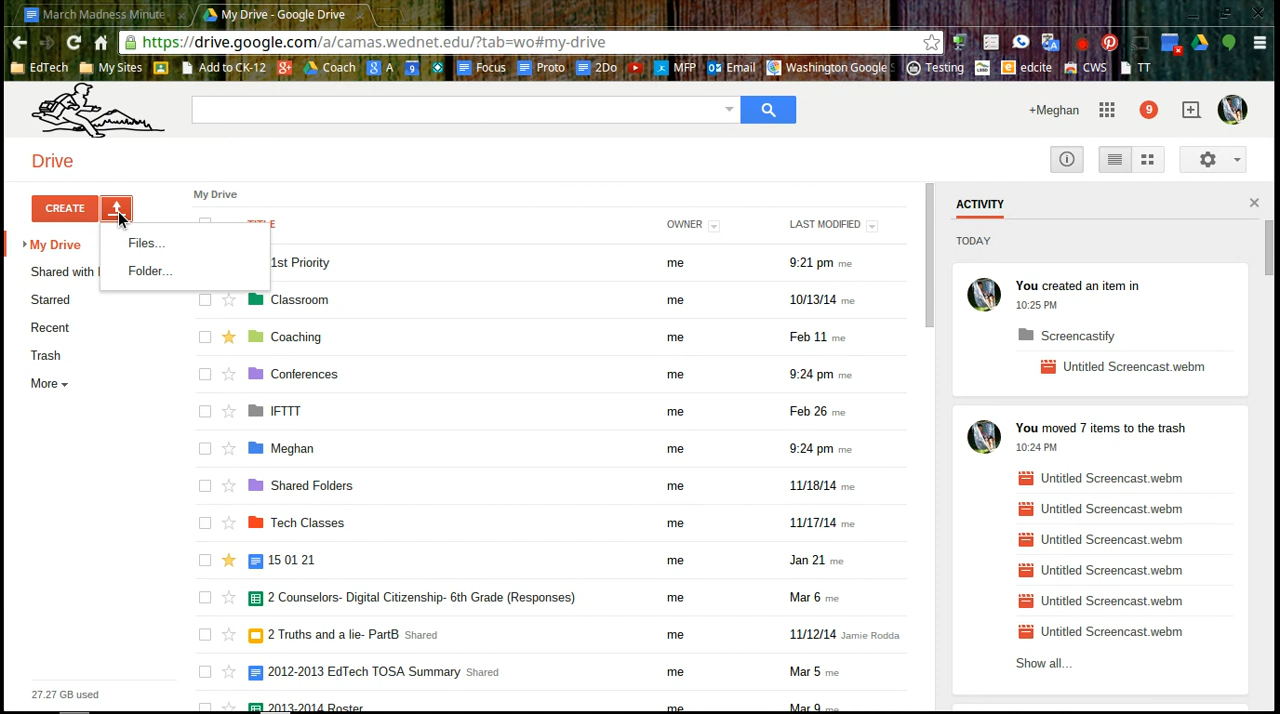 March Madness Minute
My Drive - Google Drive
https://drive.google.com/a/camas.wednet.edu/?tab=wo#my-drive
EdTech My Sites Add to CK-12 Coach A 9 Focus Proto 2Do MFP Email Washington Google Testing edcite CWS TT
+Meghan 9
Drive
CREATE
Files...
Folder...
My Drive
Shared with
Starred
Recent
Trash
More
27.27 GB used
My Drive
TITLE OWNER LAST MODIFIED
1st Priority me 9:21 pm me
Classroom me 10/13/14 me
Coaching me Feb 11 me
Conferences me 9:24 pm me
IFTTT me Feb 26 me
Meghan me 9:24 pm me
Shared Folders me 11/18/14 me
Tech Classes me 11/17/14 me
15 01 21 me Jan 21 me
2 Counselors- Digital Citizenship- 6th Grade (Responses) me Mar 6 me
2 Truths and a lie- PartB Shared me 11/12/14 Jamie Rodda
2012-2013 EdTech TOSA Summary Shared me Mar 5 me
2013-2014 Roster me Mar 9 me
ACTIVITY
TODAY
You created an item in
10:25 PM
Screencastify
Untitled Screencast.webm
You moved 7 items to the trash
10:24 PM
Untitled Screencast.webm
Untitled Screencast.webm
Untitled Screencast.webm
Untitled Screencast.webm
Untitled Screencast.webm
Untitled Screencast.webm
Show all...